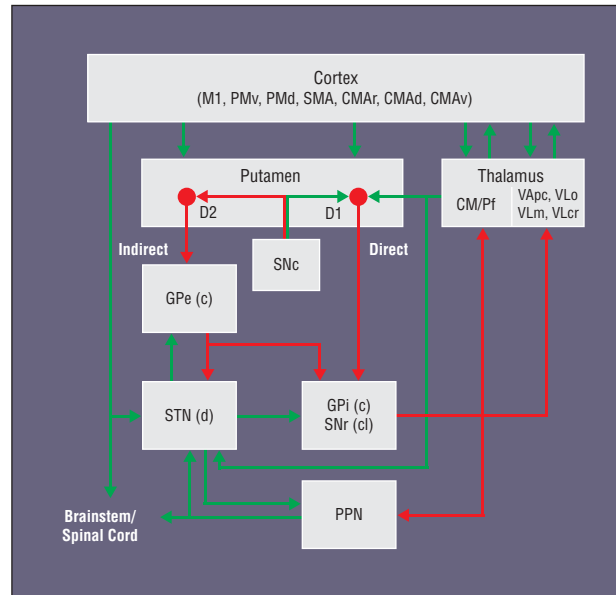 Cortex
(M1, PMv, PMd, SMA, CMAr, CMAd, CMAv)
Putamen
D2
D1
Thalamus
CM/Pf
VApc, VLo
VLm, VLcr
Indirect
SNc
Direct
GPe (c)
STN (d)
GPi (c)
SNr (cl)
PPN
Brainstem/
Spinal Cord